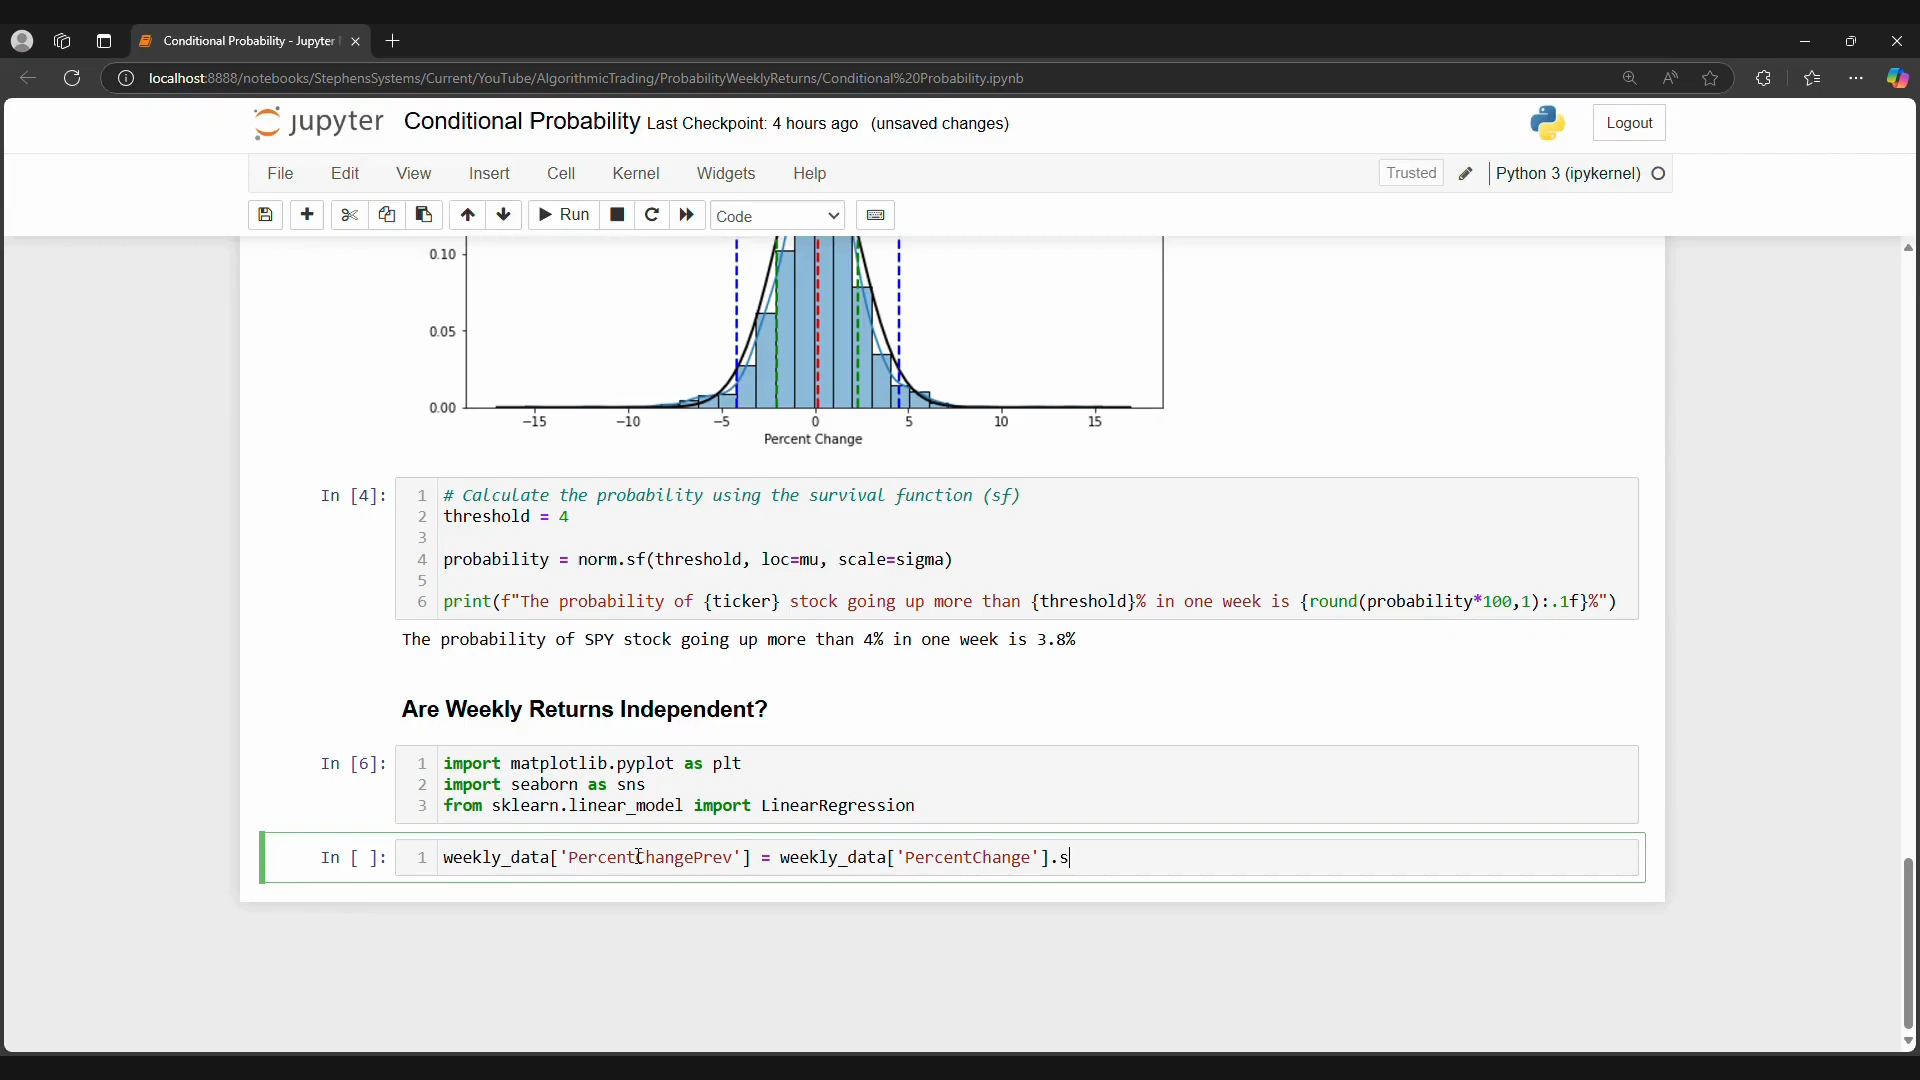 Conditional Probability - Jupyter
localhost:8888/notebooks/StephensSystems/Current/YouTube/AlgorithmicTrading/ProbabilityWeeklyReturns/Conditional%20Probability.ipynb
jupyter Conditional Probability Last Checkpoint: 4 hours ago (unsaved changes)
Logout
File Edit View Insert Cell Kernel Widgets Help
Trusted Python 3 (ipykernel)
Run Code
0.10
0.05
0.00
−15 −10 −5 0 5 10 15
Percent Change
In [4]:
1 # Calculate the probability using the survival function (sf)
2 threshold = 4
3
4 probability = norm.sf(threshold, loc=mu, scale=sigma)
5
6 print(f"The probability of {ticker} stock going up more than {threshold}% in one week is {round(probability*100,1):.1f}%")
The probability of SPY stock going up more than 4% in one week is 3.8%
Are Weekly Returns Independent?
In [6]:
1 import matplotlib.pyplot as plt
2 import seaborn as sns
3 from sklearn.linear_model import LinearRegression
In [ ]:
1 weekly_data['PercentChangePrev'] = weekly_data['PercentChange'].s